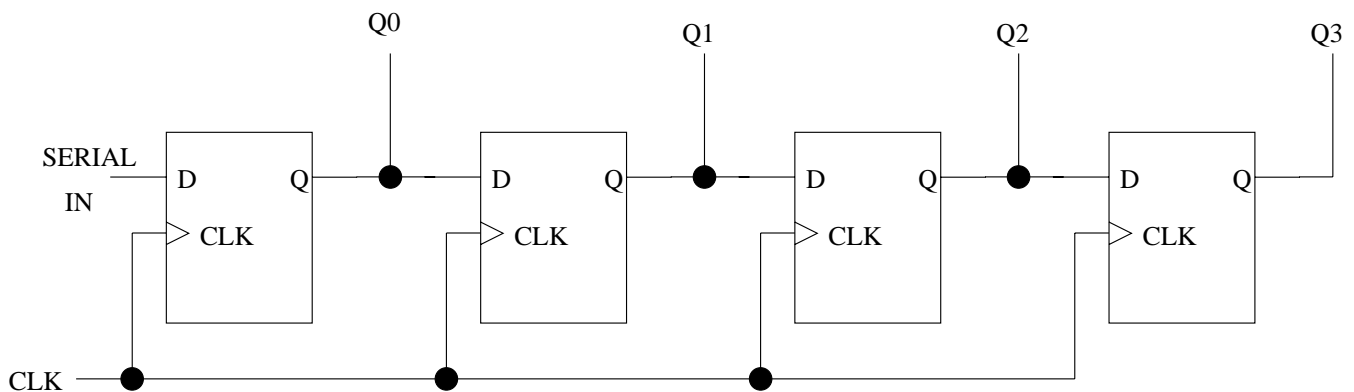 Q0 Q1 Q2 Q3
SERIAL
IN
D Q D Q D Q D Q
CLK CLK CLK CLK
CLK